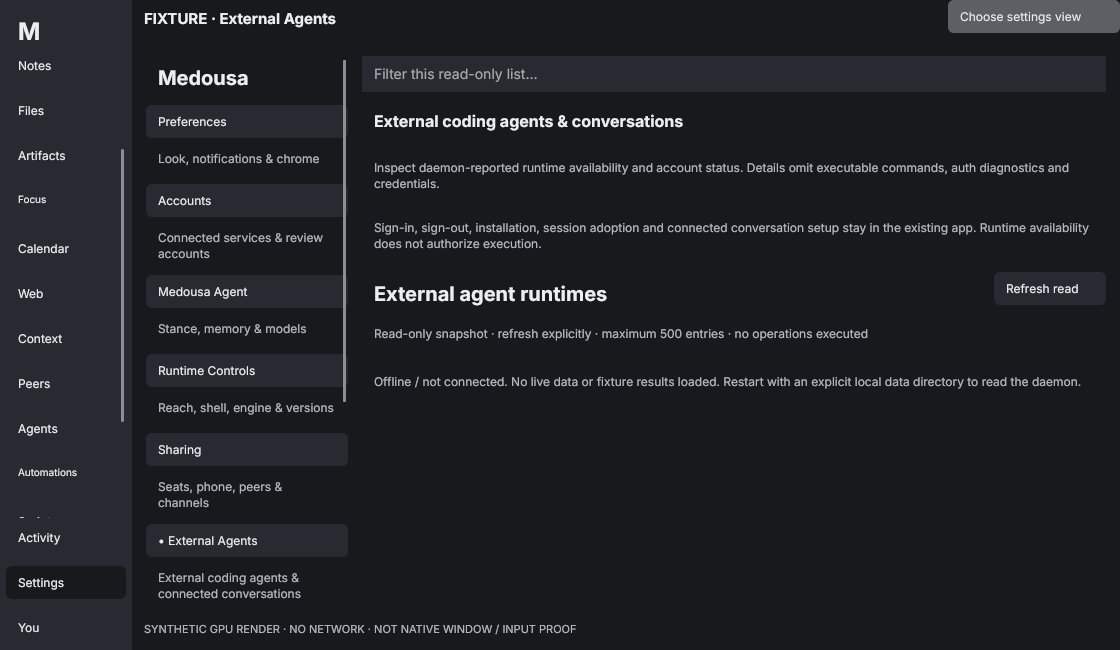 M
Notes
Files
Artifacts
Focus
Calendar
Web
Context
Peers
Agents
Automations
Activity
Settings
You
FIXTURE · External Agents
Choose settings view
Medousa
Preferences
Look, notifications & chrome
Accounts
Connected services & review
accounts
Medousa Agent
Stance, memory & models
Runtime Controls
Reach, shell, engine & versions
Sharing
Seats, phone, peers &
channels
• External Agents
External coding agents &
connected conversations
Filter this read-only list...
External coding agents & conversations
Inspect daemon-reported runtime availability and account status. Details omit executable commands, auth diagnostics and
credentials.
Sign-in, sign-out, installation, session adoption and connected conversation setup stay in the existing app. Runtime availability
does not authorize execution.
External agent runtimes
Refresh read
Read-only snapshot · refresh explicitly · maximum 500 entries · no operations executed
Offline / not connected. No live data or fixture results loaded. Restart with an explicit local data directory to read the daemon.
SYNTHETIC GPU RENDER · NO NETWORK · NOT NATIVE WINDOW / INPUT PROOF